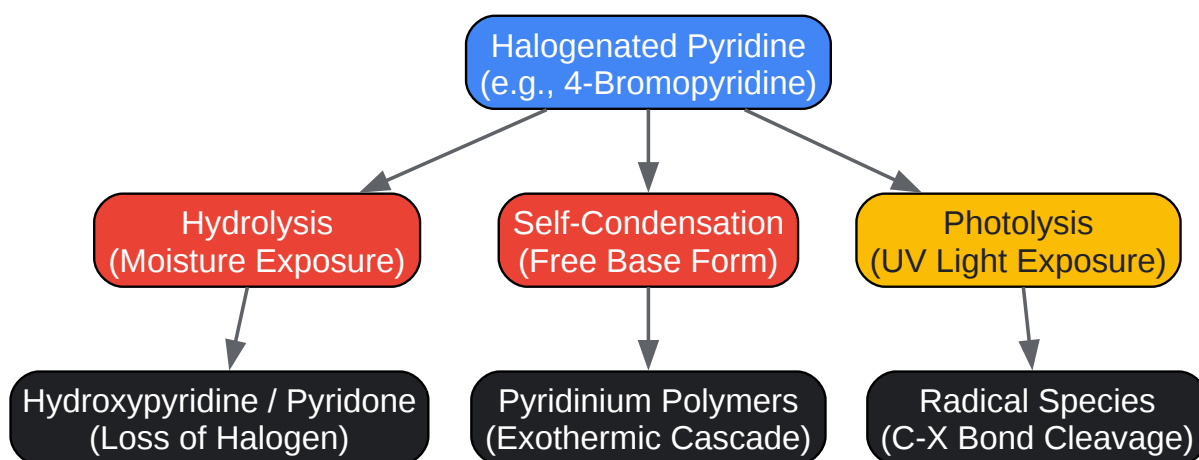 Halogenated Pyridine
(e.g., 4-Bromopyridine)
Hydrolysis
(Moisture Exposure)
Self-Condensation
(Free Base Form)
Photolysis
(UV Light Exposure)
Hydroxypyridine / Pyridone
(Loss of Halogen)
Pyridinium Polymers
(Exothermic Cascade)
Radical Species
(C-X Bond Cleavage)